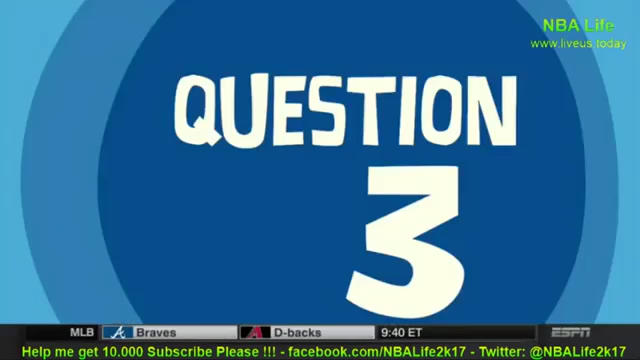 NBA Life
www.liveus.today
QUESTION
3
MLB Braves D-backs 9:40 ET ESPN
Help me get 10.000 Subscribe Please !!! - facebook.com/NBALife2k17 - Twitter: @NBALife2k17